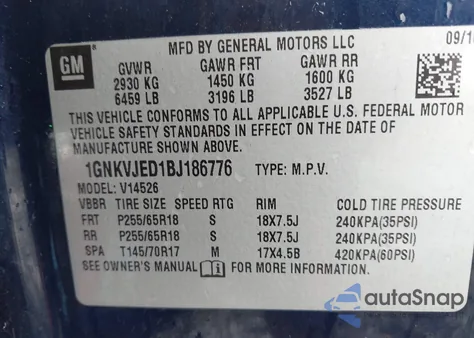 GM
MFD BY GENERAL MOTORS LLC 09/10
GVWR GAWR FRT GAWR RR
2930 KG 1450 KG 1600 KG
6459 LB 3196 LB 3527 LB
THIS VEHICLE CONFORMS TO ALL APPLICABLE U.S. FEDERAL MOTOR
VEHICLE SAFETY STANDARDS IN EFFECT ON THE DATE OF
MANUFACTURE SHOWN ABOVE.
1GNKVJED1BJ186776 TYPE: M.P.V.
MODEL: V14526
VBBR TIRE SIZE SPEED RTG RIM COLD TIRE PRESSURE
FRT P255/65R18 S 18X7.5J 240KPA(35PSI)
RR P255/65R18 S 18X7.5J 240KPA(35PSI)
SPA T145/70R17 M 17X4.5B 420KPA(60PSI)
SEE OWNER'S MANUAL FOR MORE INFORMATION
autoSnap